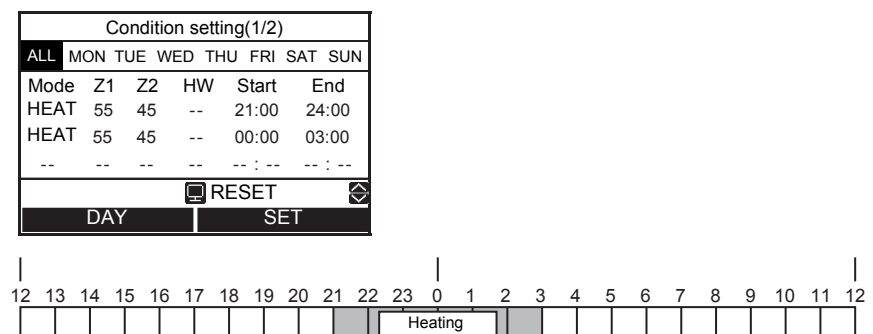 Condition setting(1/2)
ALL MON TUE WED THU FRI SAT SUN
Mode Z1 Z2 HW Start End
HEAT 55 45 -- 21:00 24:00
HEAT 55 45 -- 00:00 03:00
-- -- -- -- -- : -- -- : --
RESET
DAY SET
12 13 14 15 16 17 18 19 20 21 22 23 0 1 2 3 4 5 6 7 8 9 10 11 12
Heating